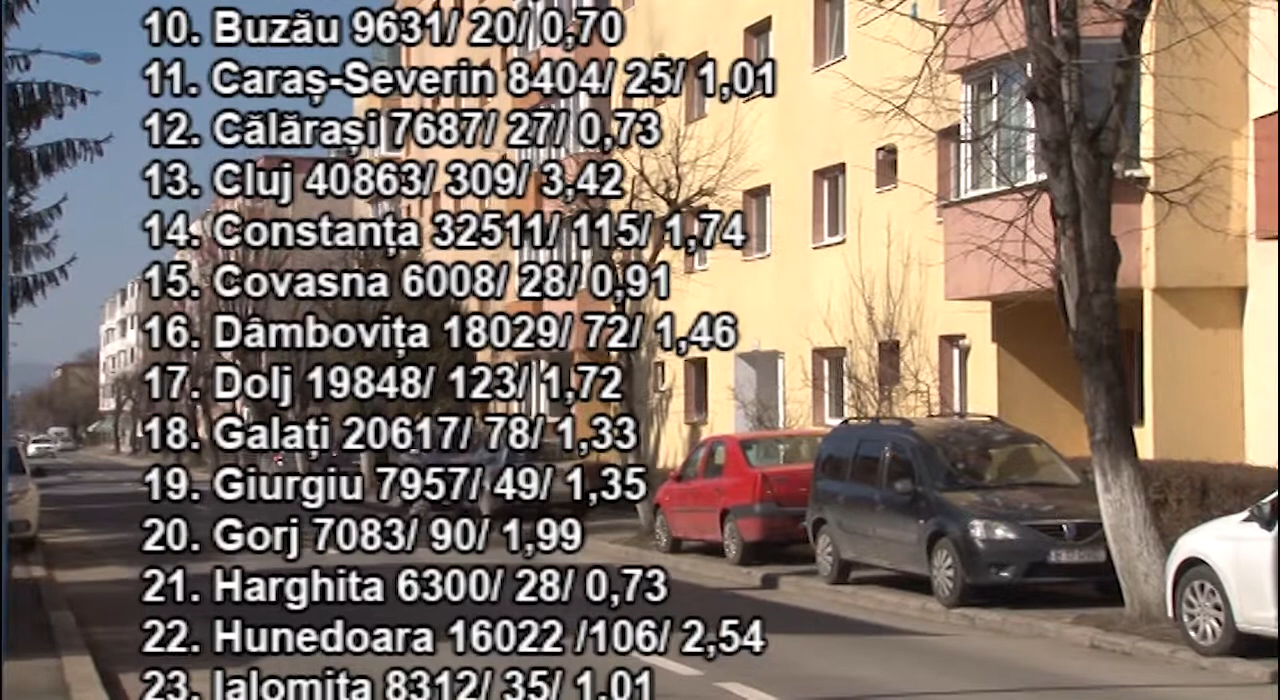 10. Buzău 9631/ 20/ 0,70
11. Caraș-Severin 8404/ 25/ 1,01
12. Călărași 7687/ 27/ 0,73
13. Cluj 40863/ 309/ 3,42
14. Constanța 32511/ 115/ 1,74
15. Covasna 6008/ 28/ 0,91
16. Dâmbovița 18029/ 72/ 1,46
17. Dolj 19848/ 123/ 1,72
18. Galați 20617/ 78/ 1,33
19. Giurgiu 7957/ 49/ 1,35
20. Gorj 7083/ 90/ 1,99
21. Harghita 6300/ 28/ 0,73
22. Hunedoara 16022 /106/ 2,54
23. Ialomița 8312/ 35/ 1,01